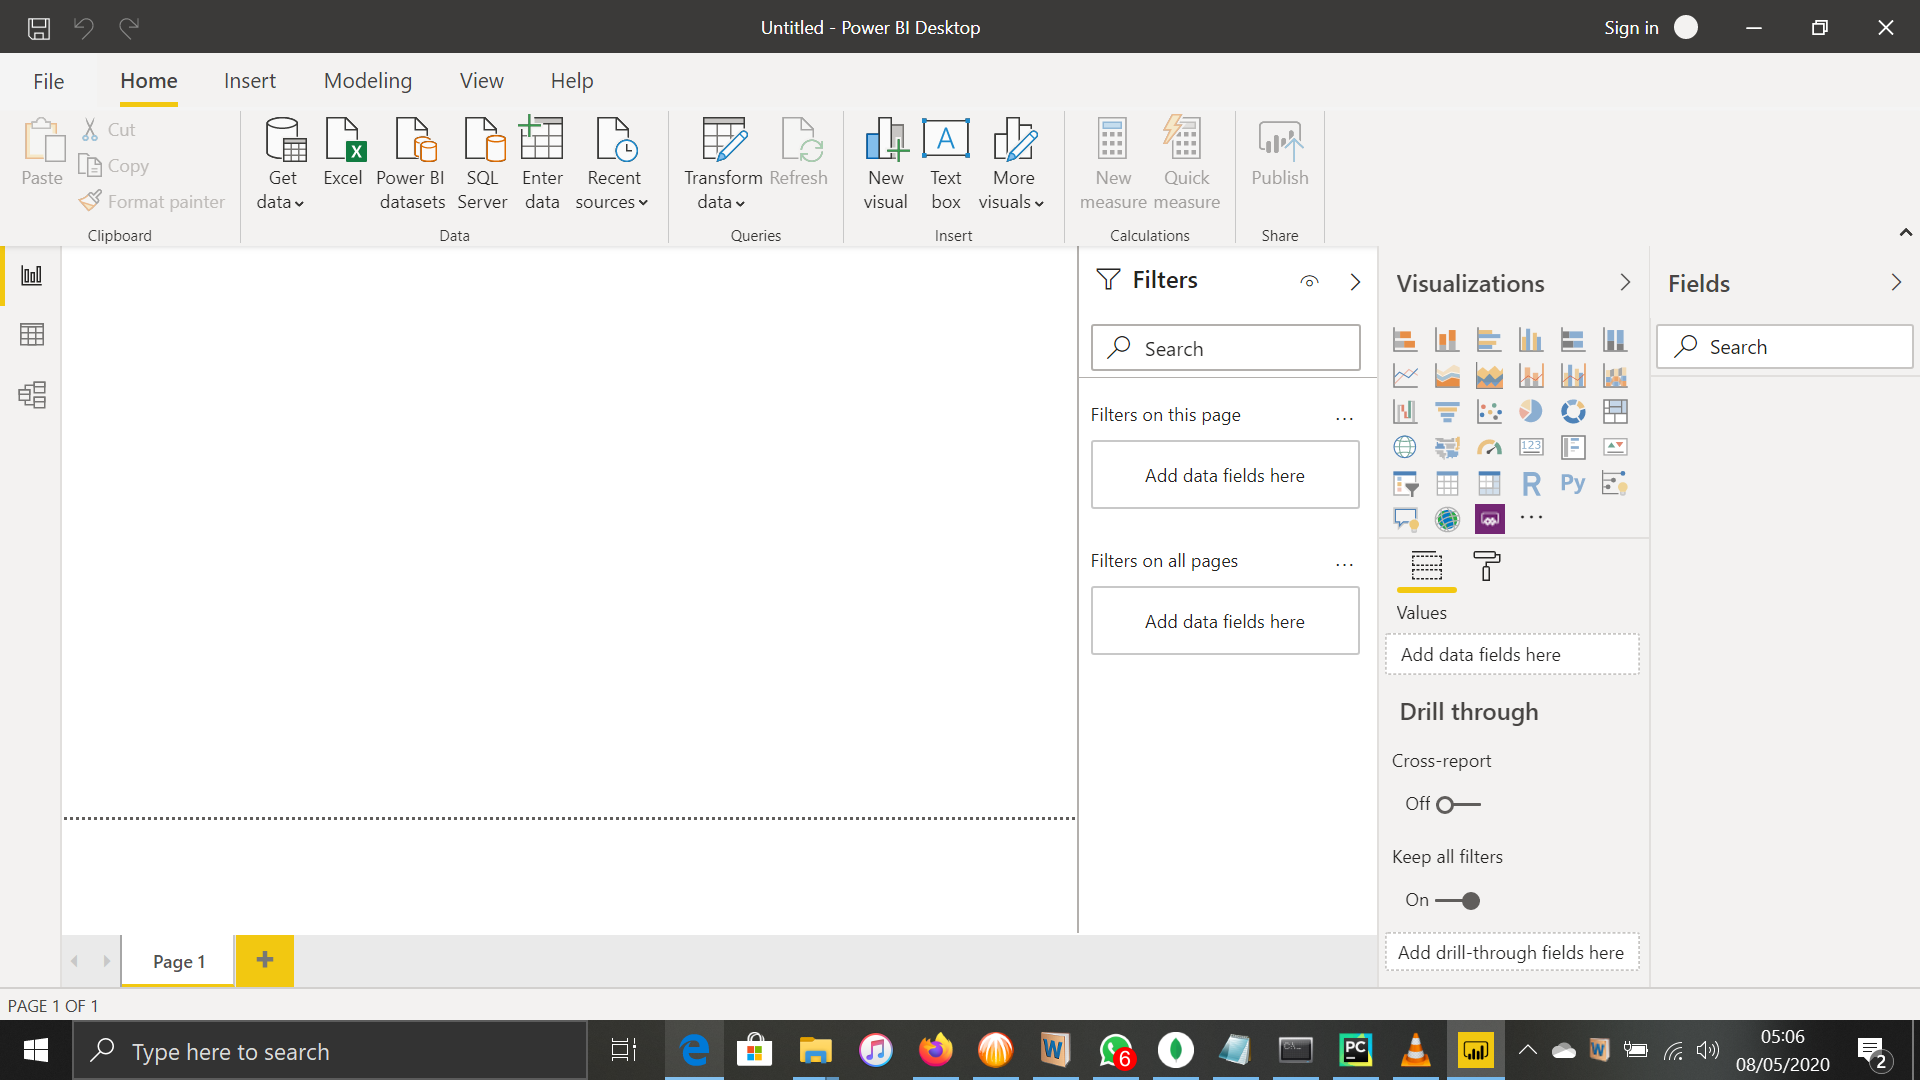 Untitled - Power BI Desktop
Sign in
File Home Insert Modeling View Help
Paste
Cut
Copy
Format painter
Clipboard
Get data
Excel
Power BI datasets
SQL Server
Enter data
Recent sources
Data
Transform data
Refresh
Queries
New visual
A
Text box
More visuals
Insert
New measure
Quick measure
Calculations
Publish
Share
Filters
Search
Filters on this page
Add data fields here
Filters on all pages
Add data fields here
Visualizations
123
R Py
Values
Add data fields here
Drill through
Cross-report
Off
Keep all filters
On
Add drill-through fields here
Fields
Search
Page 1
PAGE 1 OF 1
Type here to search
W
6
PC
W
05:06
08/05/2020
2